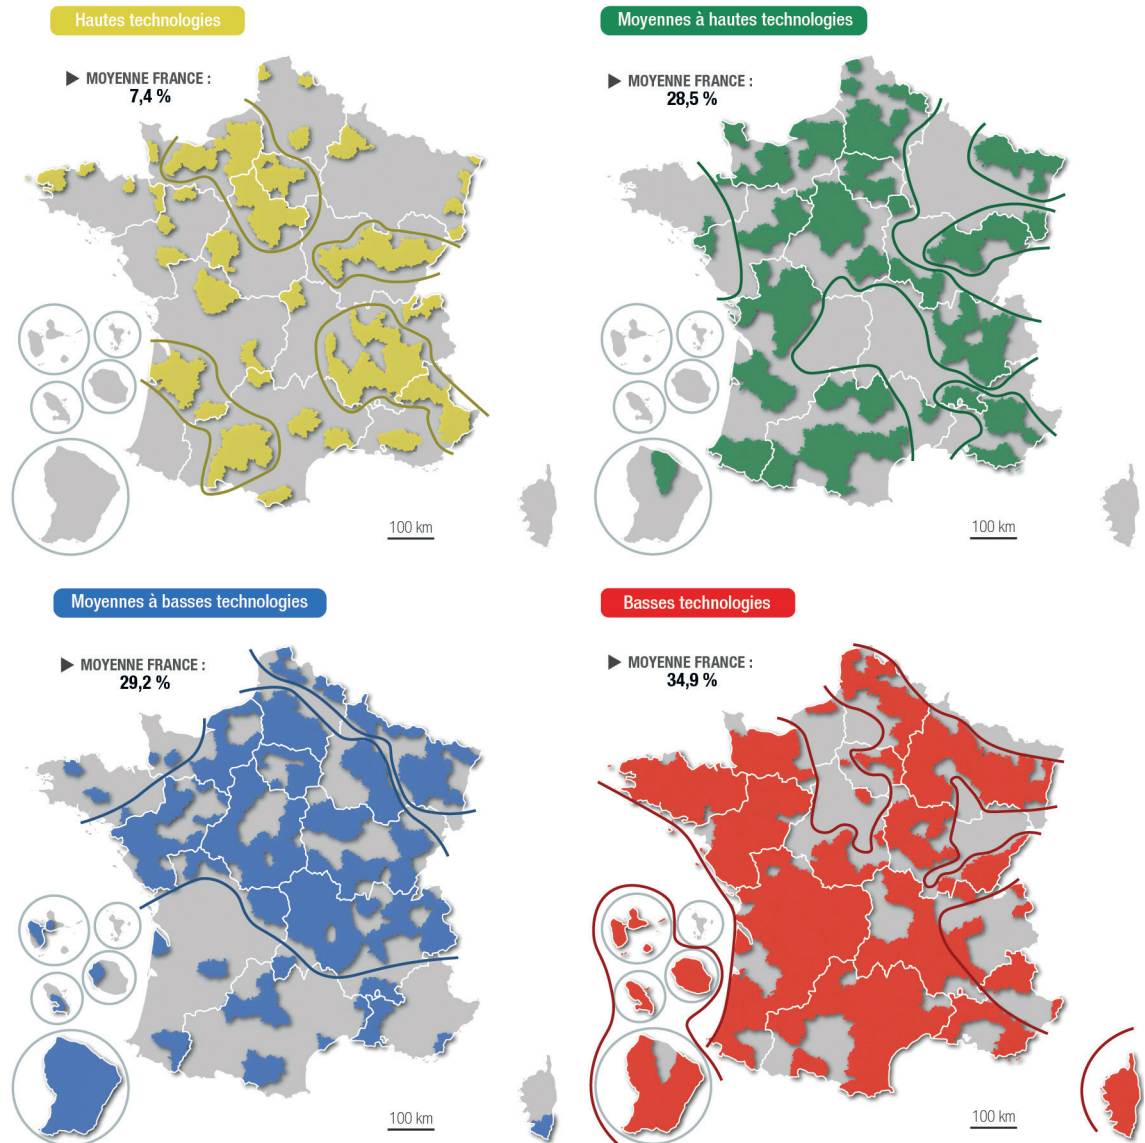 Hautes technologies
▶ MOYENNE FRANCE :
7,4 %
100 km
Moyennes à hautes technologies
▶ MOYENNE FRANCE :
28,5 %
100 km
Moyennes à basses technologies
▶ MOYENNE FRANCE :
29,2 %
100 km
Basses technologies
▶ MOYENNE FRANCE :
34,9 %
100 km